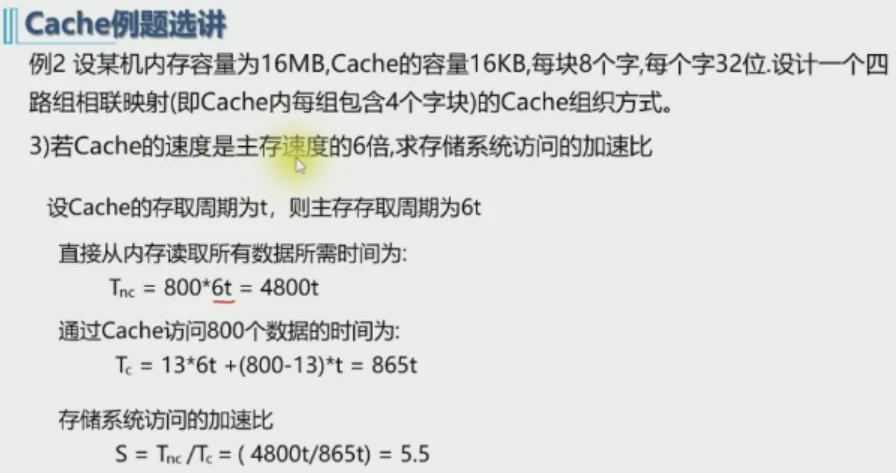 Cache例题选讲
例2 设某机内存容量为16MB,Cache的容量16KB,每块8个字,每个字32位.设计一个四
路组相联映射(即Cache内每组包含4个字块)的Cache组织方式。
3)若Cache的速度是主存速度的6倍,求存储系统访问的加速比
设Cache的存取周期为t，则主存存取周期为6t
直接从内存读取所有数据所需时间为:
Tnc = 800*6t = 4800t
通过Cache访问800个数据的时间为:
Tc = 13*6t +(800-13)*t = 865t
存储系统访问的加速比
S = Tnc /Tc = ( 4800t/865t) = 5.5